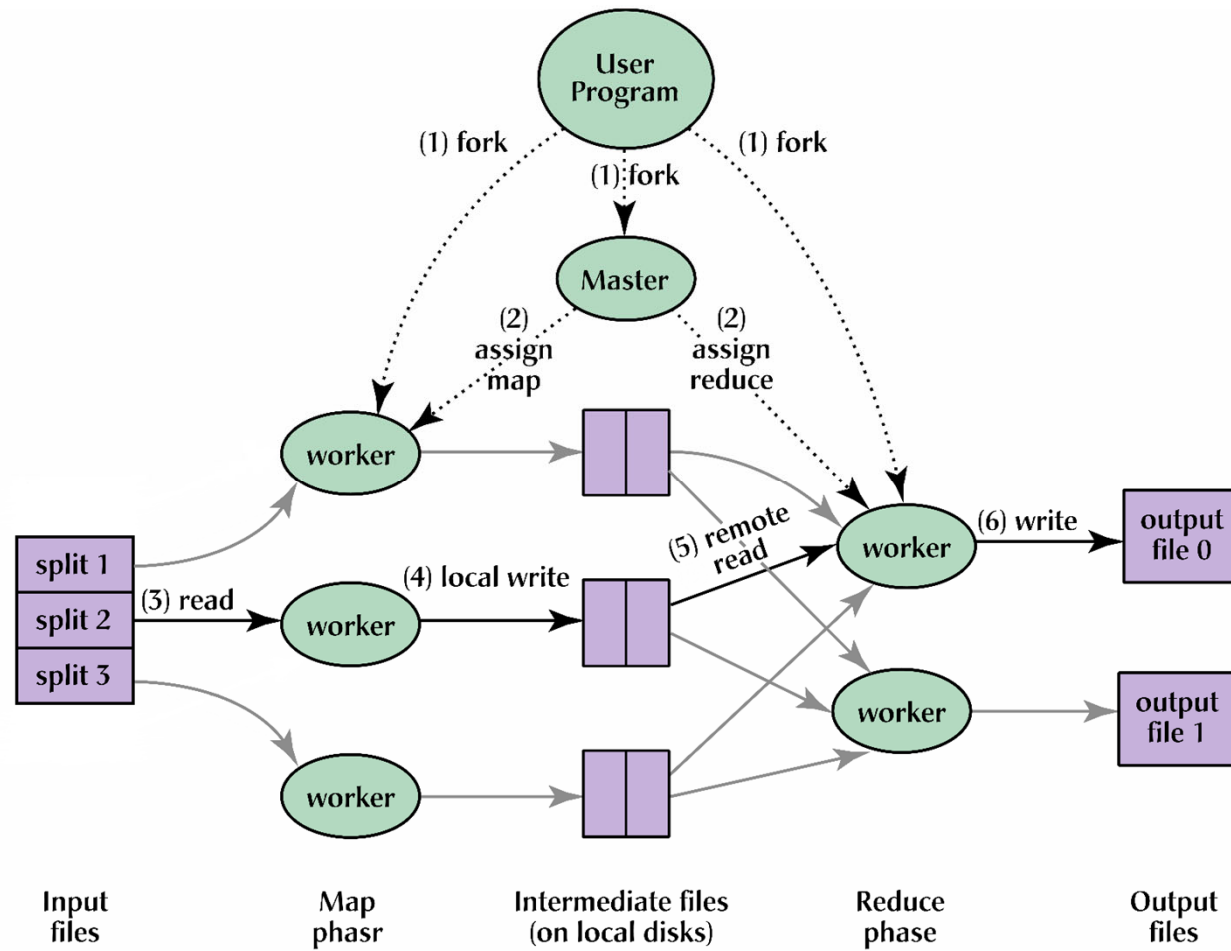 User
Program
(1) fork
(1) fork
(1) fork
Master
(2)
assign
map
(2)
assign
reduce
worker
split 1
split 2
split 3
(3) read
worker
(4) local write
(5) remote
read
worker
(6) write
output
file 0
worker
worker
output
file 1
Input
files
Map
phasr
Intermediate files
(on local disks)
Reduce
phase
Output
files